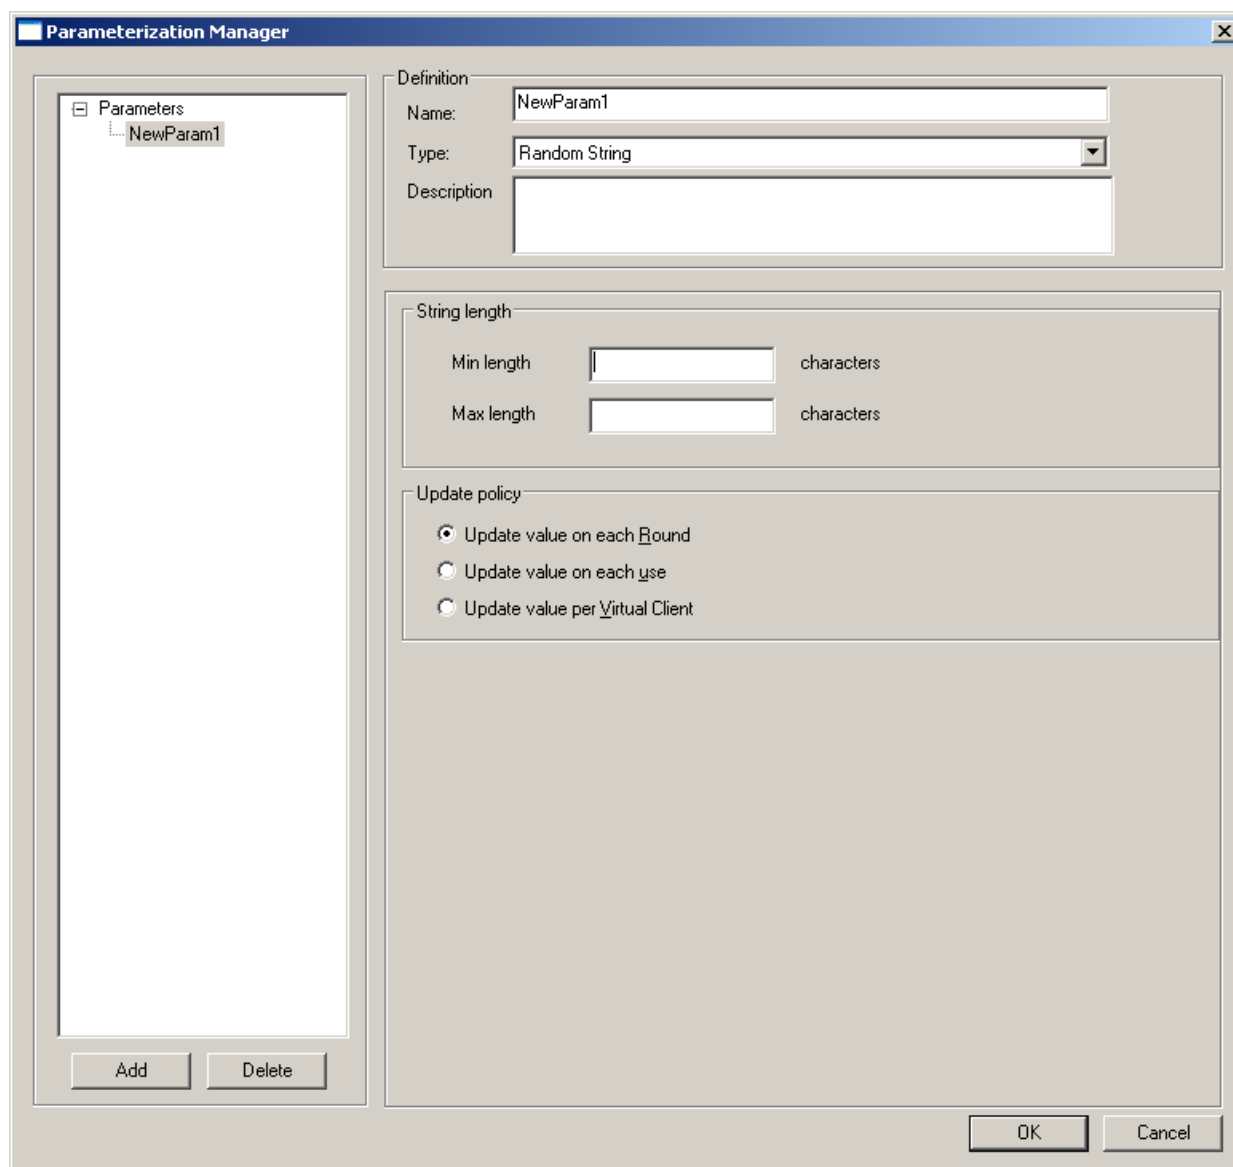 Parameterization Manager
Parameters
NewParam1
Add
Delete
Definition
Name:
NewParam1
Type:
Random String
Description
String length
Min length
characters
Max length
characters
Update policy
Update value on each Round
Update value on each use
Update value per Virtual Client
OK
Cancel